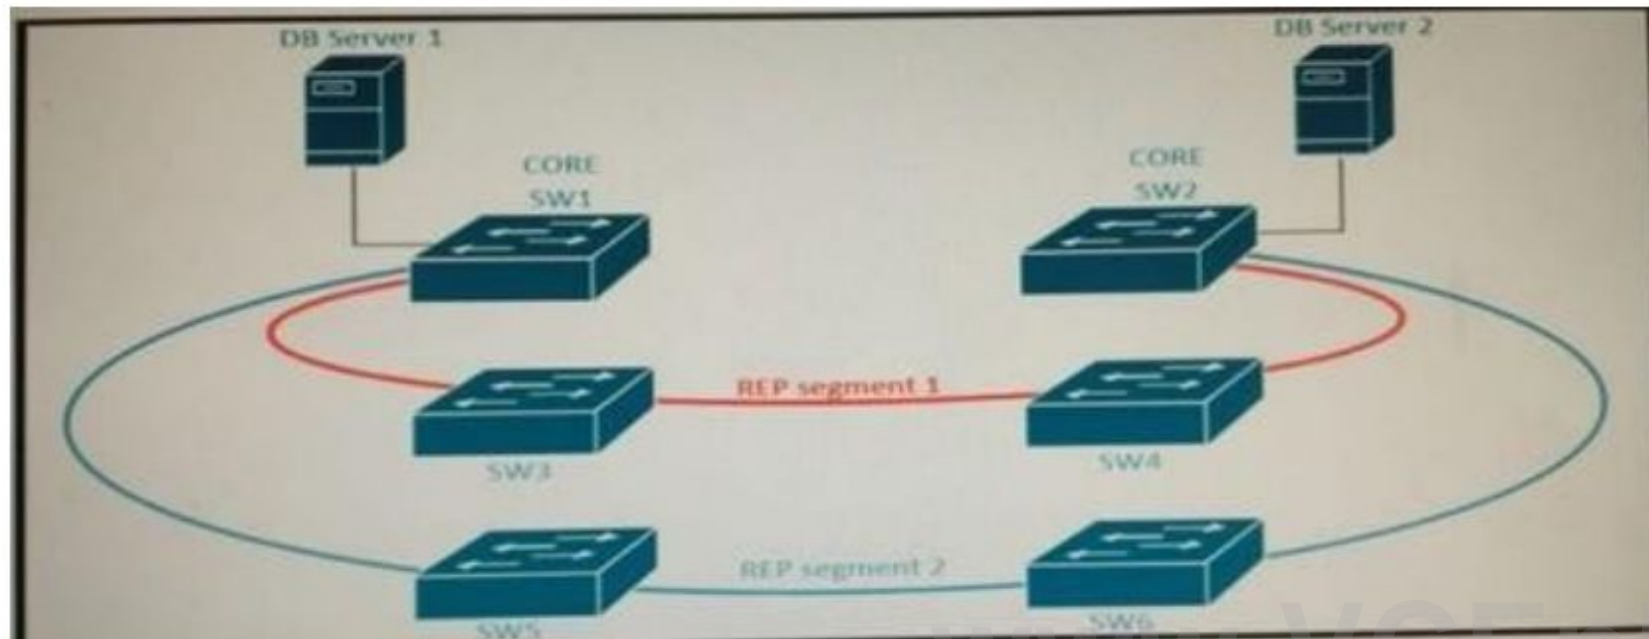 DB Server 1
DB Server 2
CORE
SW1
CORE
SW2
REP segment 1
SW3
SW4
REP segment 2
SW5
SW6
VCE